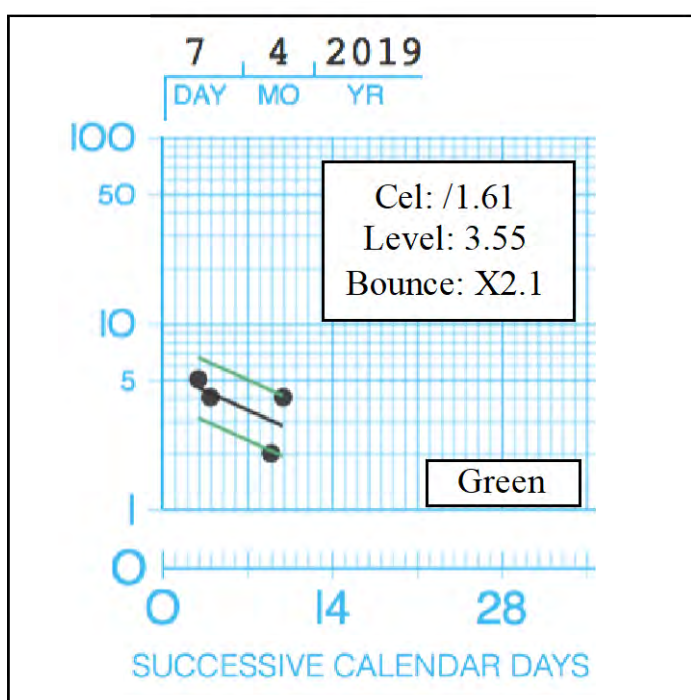 7 4 2019
DAY MO YR
100
50
Cel: /1.61
Level: 3.55
Bounce: X2.1
10
5
Green
1
0
0 14 28
SUCCESSIVE CALENDAR DAYS